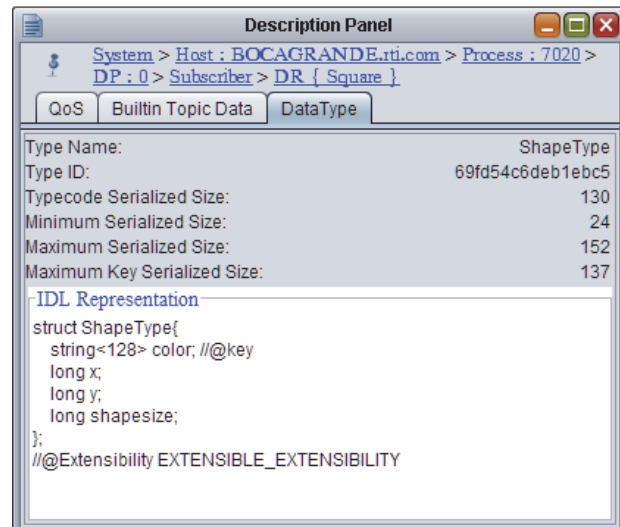 Description Panel
System > Host : BOCAGRANDE.rti.com > Process : 7020 >
DP : 0 > Subscriber > DR { Square }
QoS Builtin Topic Data DataType
Type Name: ShapeType
Type ID: 69fd54c6deb1ebc5
Typecode Serialized Size: 130
Minimum Serialized Size: 24
Maximum Serialized Size: 152
Maximum Key Serialized Size: 137
IDL Representation
struct ShapeType{
string<128> color; //@key
long x;
long y;
long shapesize;
};
//@Extensibility EXTENSIBLE_EXTENSIBILITY